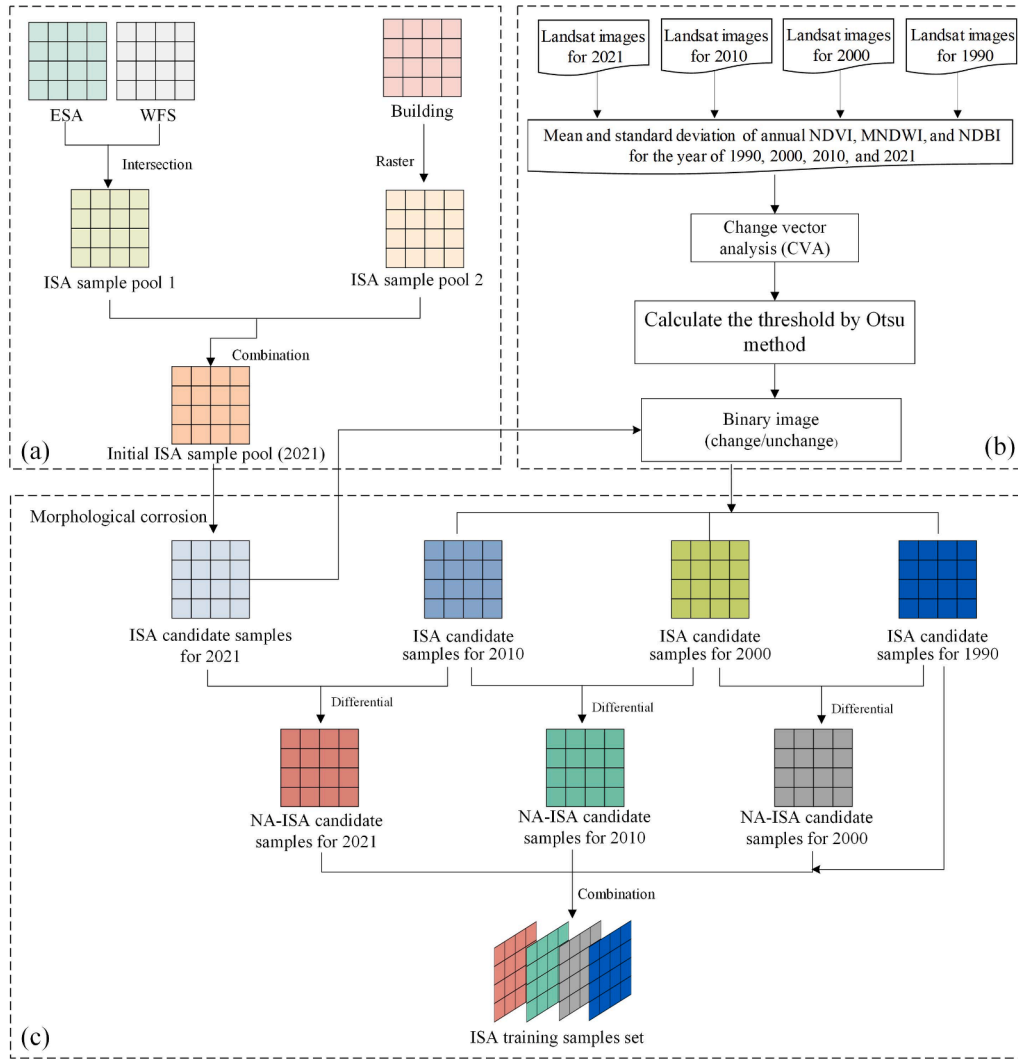 ESA
WFS
Building
Intersection
Raster
ISA sample pool 1
ISA sample pool 2
Combination
Initial ISA sample pool (2021)
(a)
Landsat images
for 2021
Landsat images
for 2010
Landsat images
for 2000
Landsat images
for 1990
Mean and standard deviation of annual NDVI, MNDWI, and NDBI
for the year of 1990, 2000, 2010, and 2021
Change vector
analysis (CVA)
Calculate the threshold by Otsu
method
Binary image
(change/unchange)
(b)
Morphological corrosion
ISA candidate samples
for 2021
ISA candidate
samples for 2010
ISA candidate
samples for 2000
ISA candidate
samples for 1990
Differential
Differential
Differential
NA-ISA candidate
samples for 2021
NA-ISA candidate
samples for 2010
NA-ISA candidate
samples for 2000
Combination
ISA training samples set
(c)